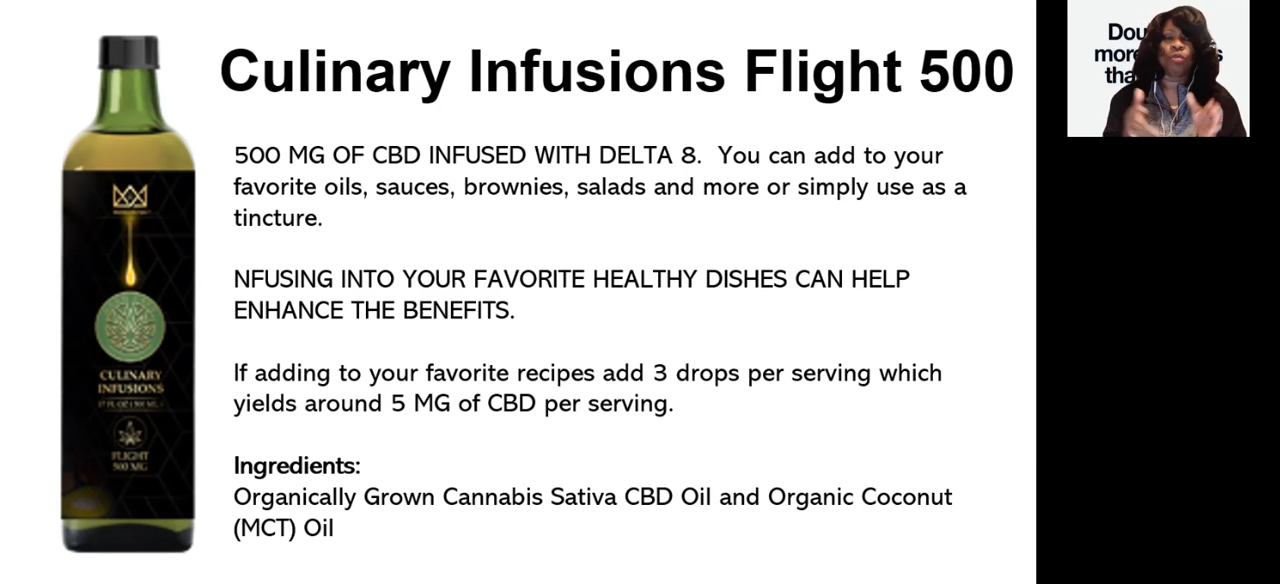 Culinary Infusions Flight 500
500 MG OF CBD INFUSED WITH DELTA 8. You can add to your
favorite oils, sauces, brownies, salads and more or simply use as a
tincture.
NFUSING INTO YOUR FAVORITE HEALTHY DISHES CAN HELP
ENHANCE THE BENEFITS.
If adding to your favorite recipes add 3 drops per serving which
yields around 5 MG of CBD per serving.
Ingredients:
Organically Grown Cannabis Sativa CBD Oil and Organic Coconut
(MCT) Oil
CULINARY
INFUSIONS
FLIGHT
500 MG